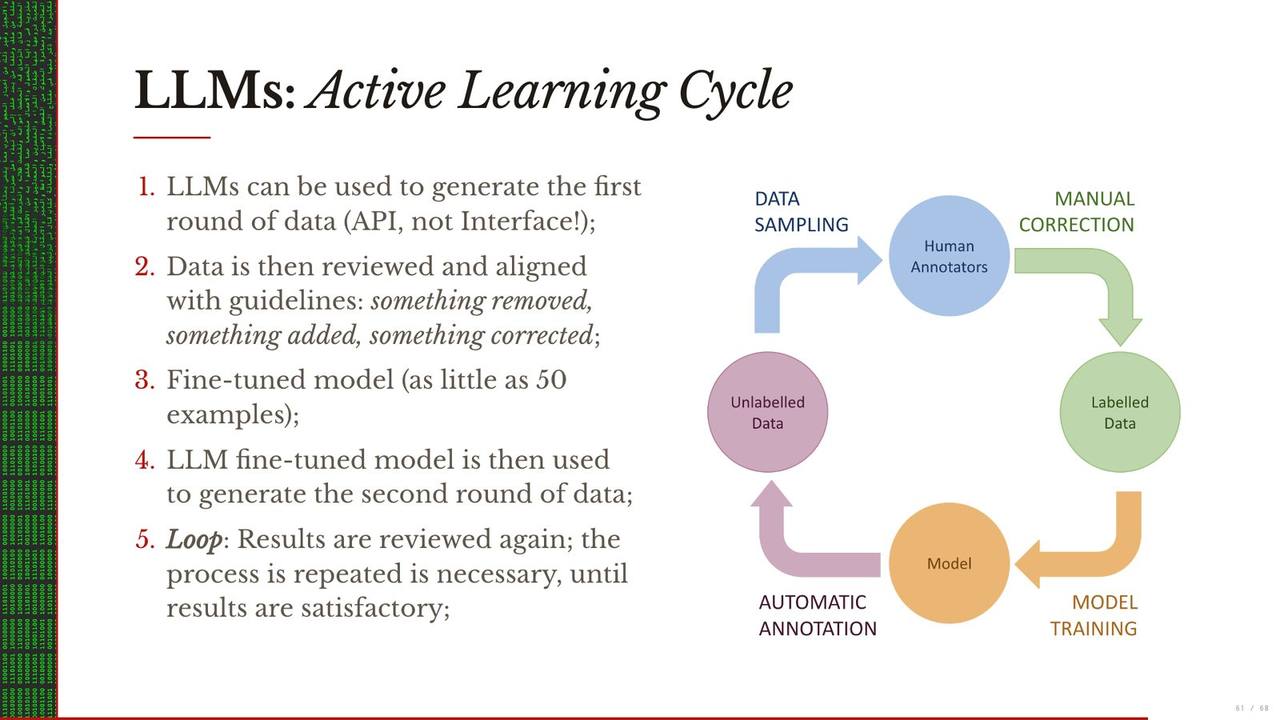 LLMs: Active Learning Cycle
1. LLMs can be used to generate the first
round of data (API, not Interface!);
2. Data is then reviewed and aligned
with guidelines: something removed,
something added, something corrected;
3. Fine-tuned model (as little as 50
examples);
4. LLM fine-tuned model is then used
to generate the second round of data;
5. Loop: Results are reviewed again; the
process is repeated is necessary, until
results are satisfactory;
DATA
SAMPLING
Human
Annotators
MANUAL
CORRECTION
Unlabelled
Data
Labelled
Data
Model
AUTOMATIC
ANNOTATION
MODEL
TRAINING
61 / 68